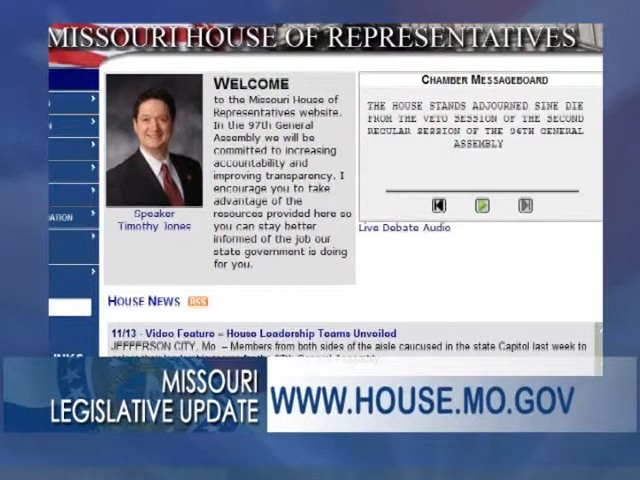 MISSOURI HOUSE OF REPRESENTATIVES
WELCOME
to the Missouri House of
Representatives website.
In the 97th General
Assembly we will be
committed to increasing
accountability and
improving transparency. I
encourage you to take
advantage of the
resources provided here so
you can stay better
informed of the job our
state government is doing
for you.
Speaker
Timothy Jones
CHAMBER MESSAGEBOARD
THE HOUSE STANDS ADJOURNED SINE DIE
FROM THE VETO SESSION OF THE SECOND
REGULAR SESSION OF THE 96TH GENERAL
ASSEMBLY
Live Debate Audio
HOUSE NEWS RSS
11/13 - Video Feature – House Leadership Teams Unveiled
JEFFERSON CITY, Mo. – Members from both sides of the aisle caucused in the state Capitol last week to
MISSOURI
LEGISLATIVE UPDATE
WWW.HOUSE.MO.GOV